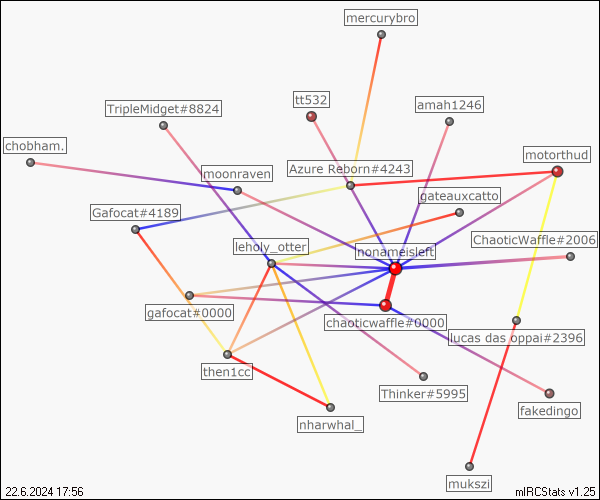 mercurybro
tt532
TripleMidget#8824
amah1246
chobham.
motorthud
Azure Reborn#4243
moonraven
gateauxcatto
Gafocat#4189
ChaoticWaffle#2006
leholy_otter
nonameisleft
gafocat#0000
chaoticwaffle#0000
lucas das oppai#2396
then1cc
Thinker#5995
fakedingo
nharwhal_
mukszi
22.6.2024 17:56
mIRCStats v1.25